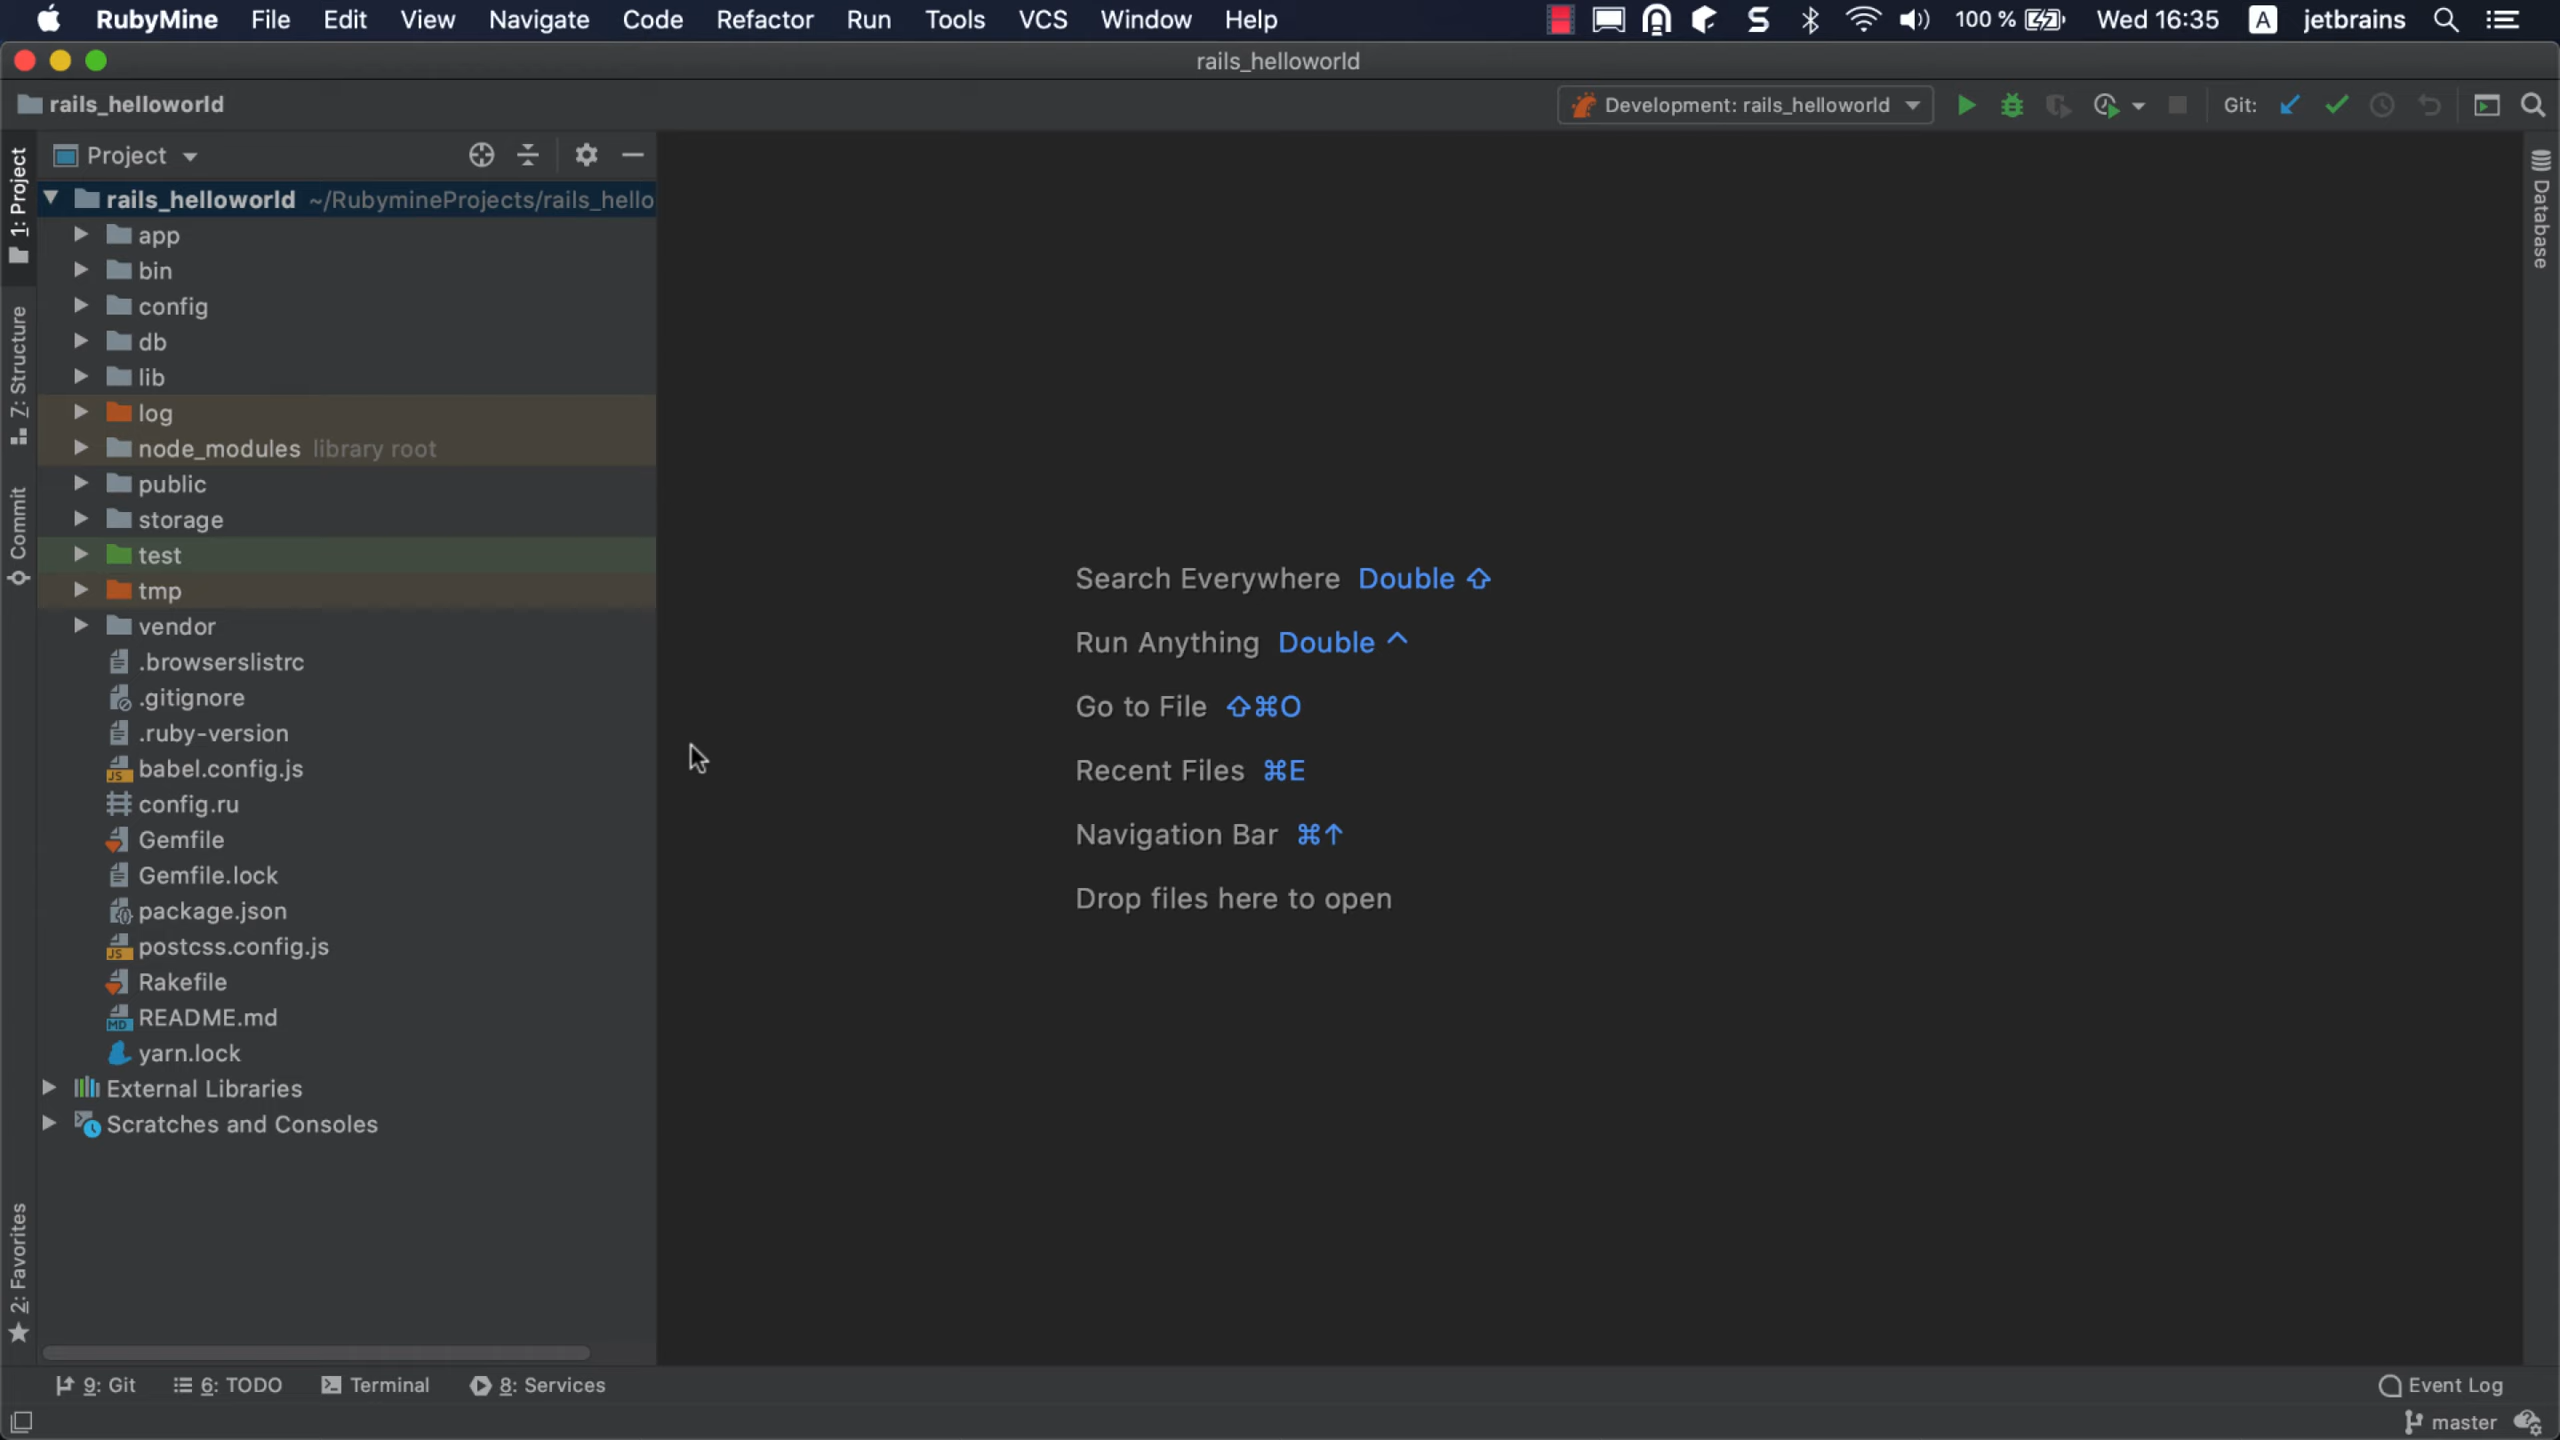 RubyMine File Edit View Navigate Code Refactor Run Tools VCS Window Help 100 % Wed 16:35 A jetbrains
rails_helloworld
rails_helloworld Development: rails_helloworld Git:
1: Project
Project
rails_helloworld ~/RubymineProjects/rails_hello
app
bin
config
db
lib
log
node_modules library root
public
storage
test
tmp
vendor
.browserslistrc
.gitignore
.ruby-version
babel.config.js
config.ru
Gemfile
Gemfile.lock
package.json
postcss.config.js
Rakefile
README.md
yarn.lock
External Libraries
Scratches and Consoles
Z: Structure
Commit
2: Favorites
Search Everywhere Double ⇧
Run Anything Double ^
Go to File ⇧⌘O
Recent Files ⌘E
Navigation Bar ⌘↑
Drop files here to open
Database
9: Git 6: TODO Terminal 8: Services Event Log
master